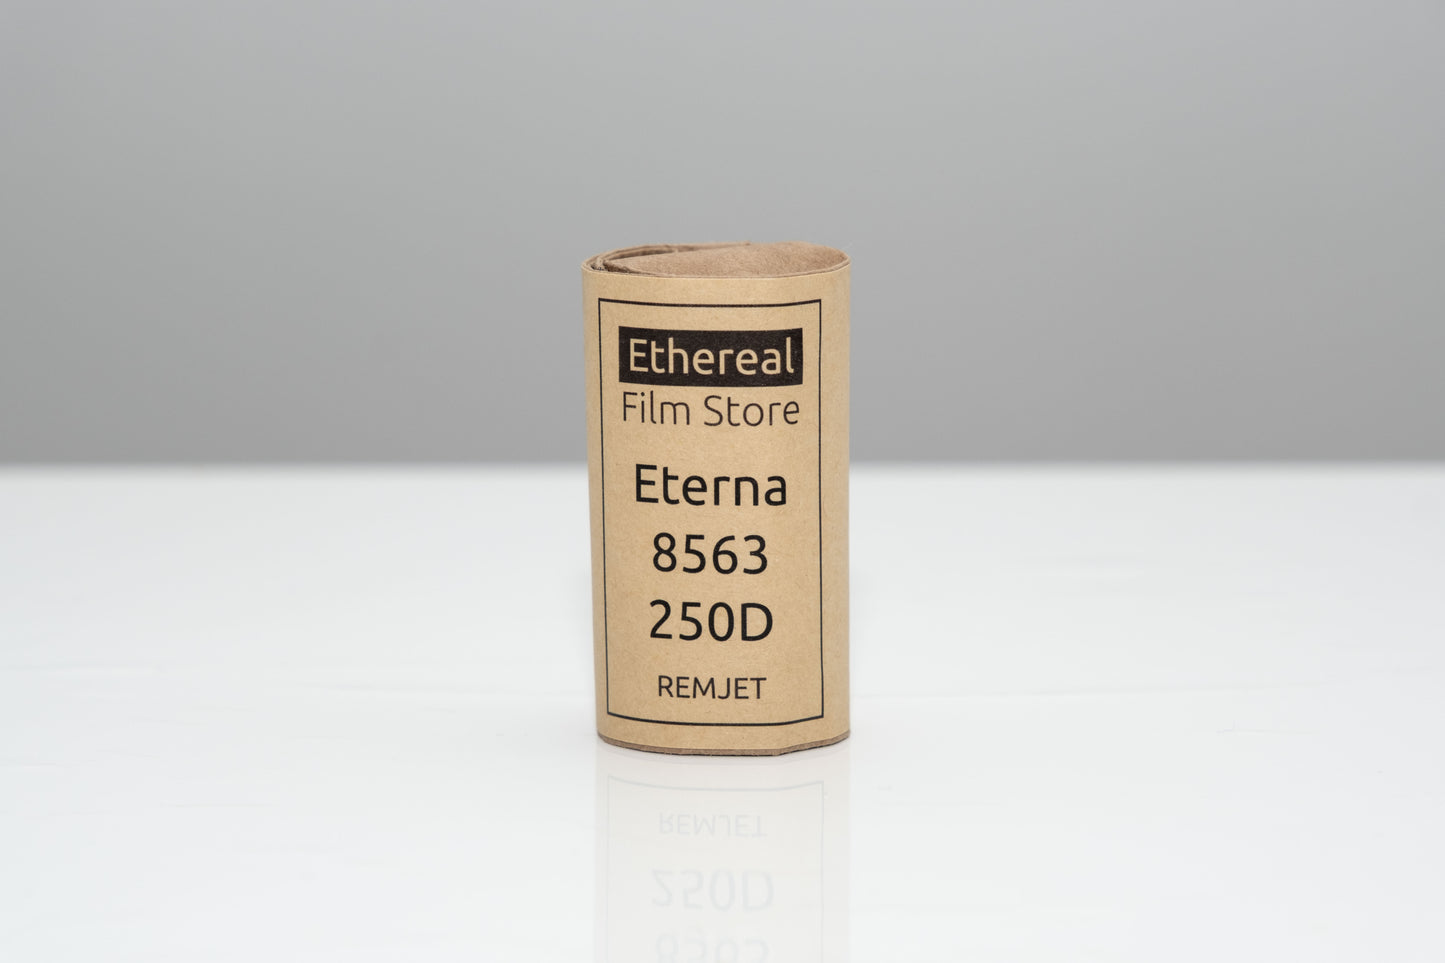 Ethereal
Film Store
Eterna
8563
250D
REMJET